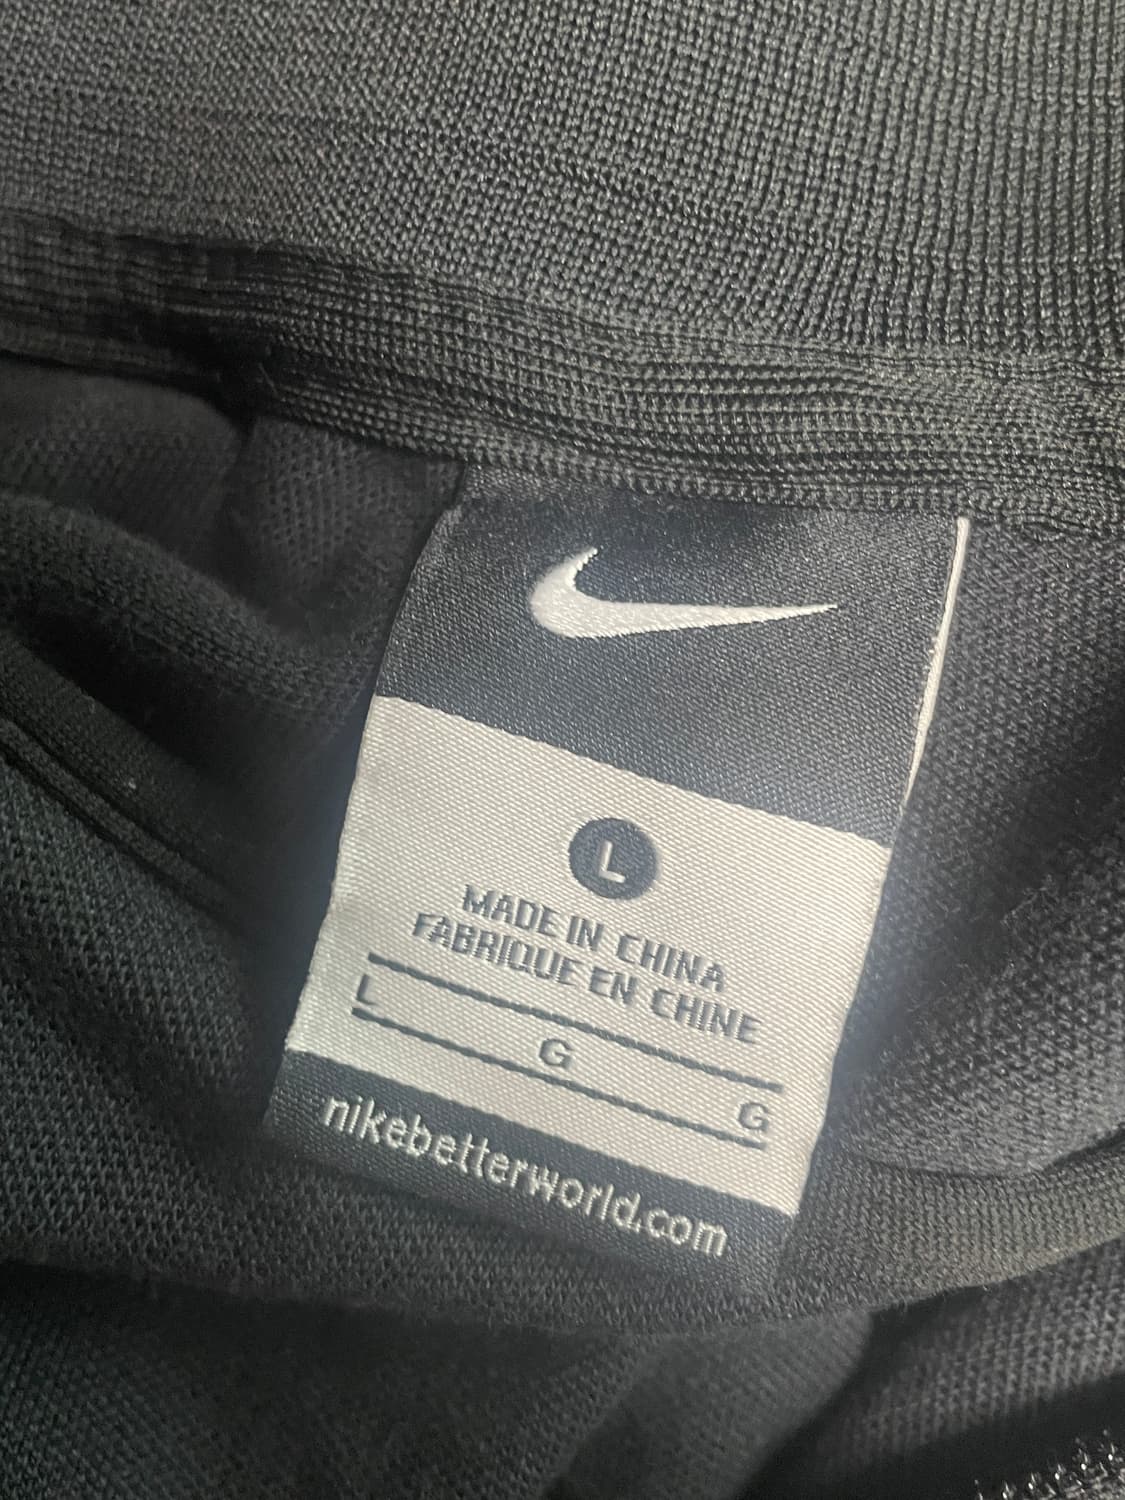 L
MADE IN CHINA
FABRIQUE EN CHINE
L G G
nikebetterworld.com